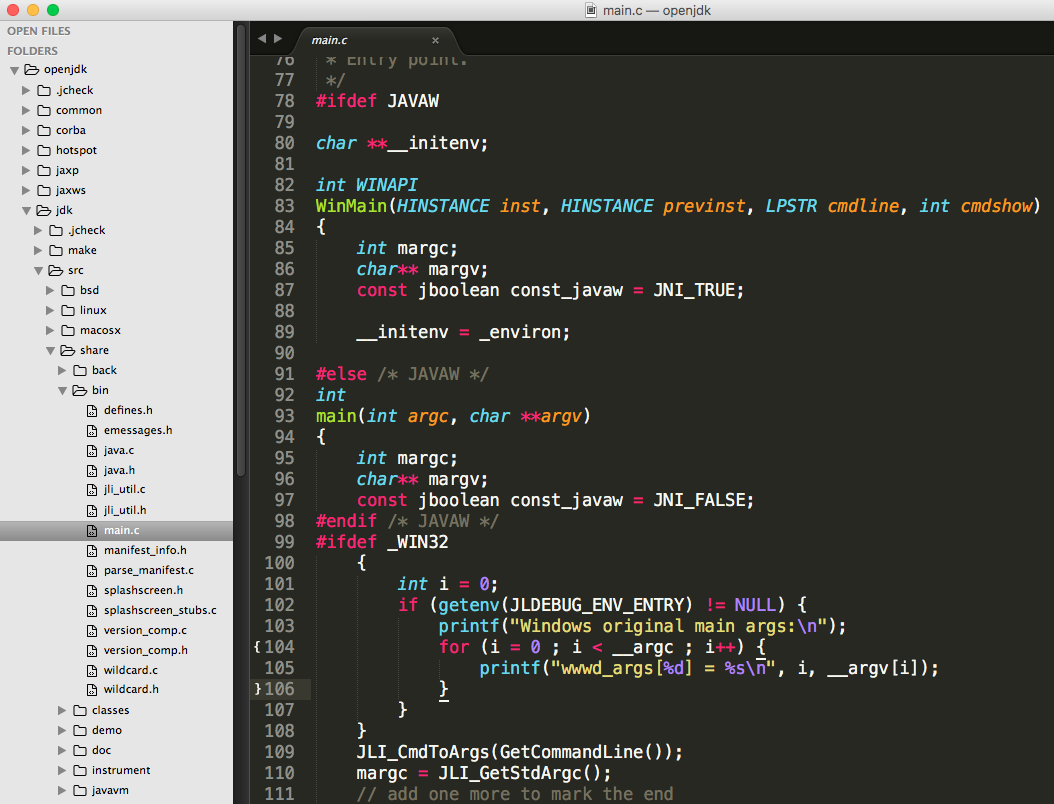 main.c — openjdk
OPEN FILES
FOLDERS
openjdk
.jcheck
common
corba
hotspot
jaxp
jaxws
jdk
.jcheck
make
src
bsd
linux
macosx
share
back
bin
defines.h
emessages.h
java.c
java.h
jli_util.c
jli_util.h
main.c
manifest_info.h
parse_manifest.c
splashscreen.h
splashscreen_stubs.c
version_comp.c
version_comp.h
wildcard.c
wildcard.h
classes
demo
doc
instrument
javavm
main.c ×
76 * Entry point.
77 */
78 #ifdef JAVAW
79
80 char **__initenv;
81
82 int WINAPI
83 WinMain(HINSTANCE inst, HINSTANCE previnst, LPSTR cmdline, int cmdshow)
84 {
85     int margc;
86     char** margv;
87     const jboolean const_javaw = JNI_TRUE;
88
89     __initenv = _environ;
90
91 #else /* JAVAW */
92 int
93 main(int argc, char **argv)
94 {
95     int margc;
96     char** margv;
97     const jboolean const_javaw = JNI_FALSE;
98 #endif /* JAVAW */
99 #ifdef _WIN32
100     {
101         int i = 0;
102         if (getenv(JLDEBUG_ENV_ENTRY) != NULL) {
103             printf("Windows original main args:\n");
{ 104             for (i = 0 ; i < __argc ; i++) {
105                 printf("wwwd_args[%d] = %s\n", i, __argv[i]);
} 106             }
107         }
108     }
109     JLI_CmdToArgs(GetCommandLine());
110     margc = JLI_GetStdArgc();
111     // add one more to mark the end